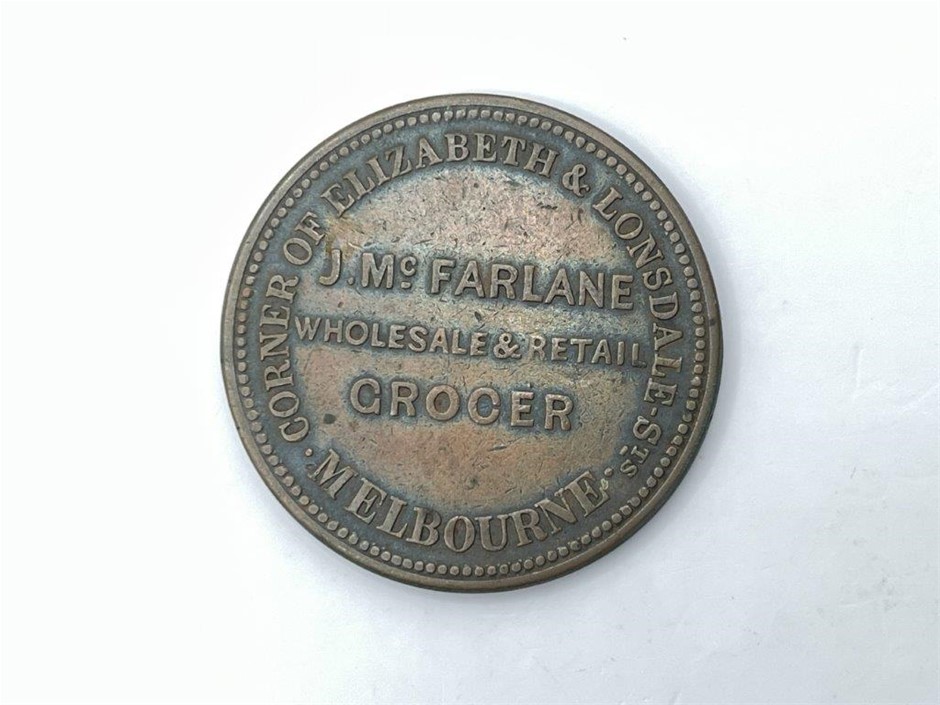 CORNER OF ELIZABETH & LONSDALE-STS
J. Mc FARLANE
WHOLESALE & RETAIL
GROCER
· MELBOURNE ·